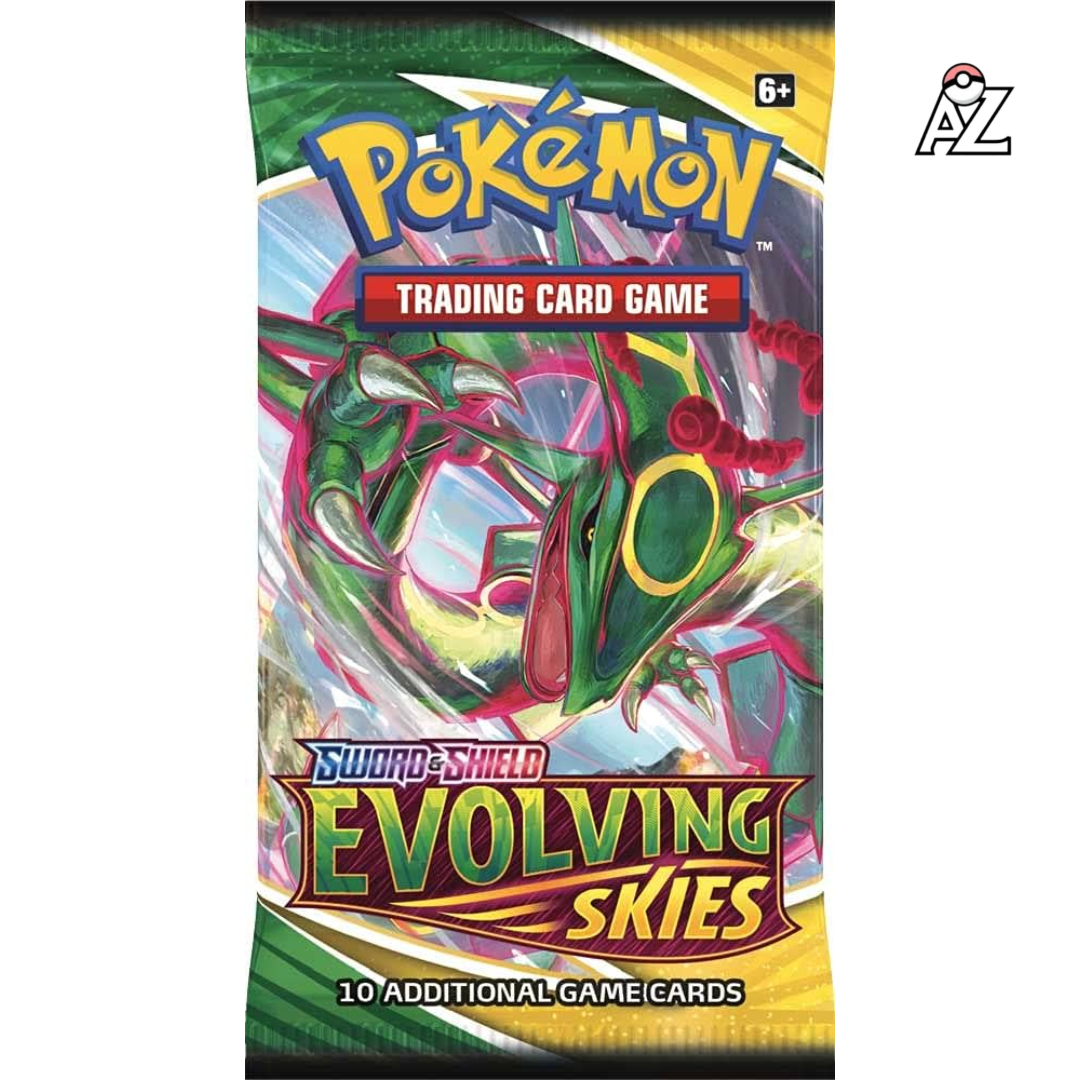 6+
AZ
POKéMON
TM
TRADING CARD GAME
SWORD & SHIELD
EVOLVING
SKIES
10 ADDITIONAL GAME CARDS